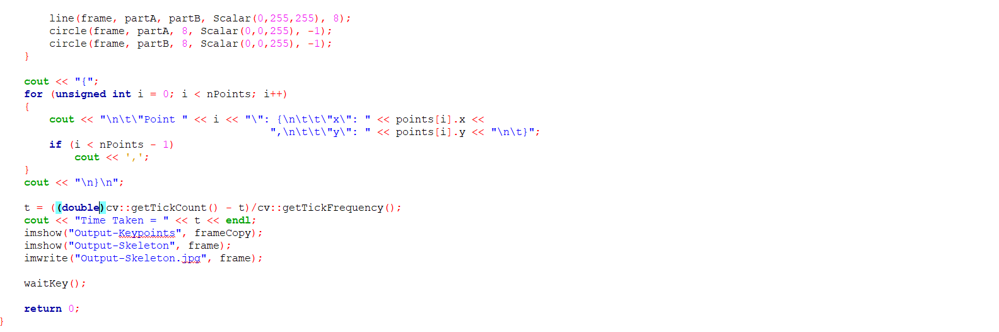 line(frame, partA, partB, Scalar(0,255,255), 8);
circle(frame, partA, 8, Scalar(0,0,255), -1);
circle(frame, partB, 8, Scalar(0,0,255), -1);
}
cout << "{";
for (unsigned int i = 0; i < nPoints; i++)
{
cout << "\n\t\"Point " << i << "\": {\n\t\t\"x\": " << points[i].x <<
",\n\t\t\"y\": " << points[i].y << "\n\t}";
if (i < nPoints - 1)
cout << ',';
}
cout << "\n}\n";
t = ((double)cv::getTickCount() - t)/cv::getTickFrequency();
cout << "Time Taken = " << t << endl;
imshow("Output-Keypoints", frameCopy);
imshow("Output-Skeleton", frame);
imwrite("Output-Skeleton.jpg", frame);
waitKey();
return 0;
}